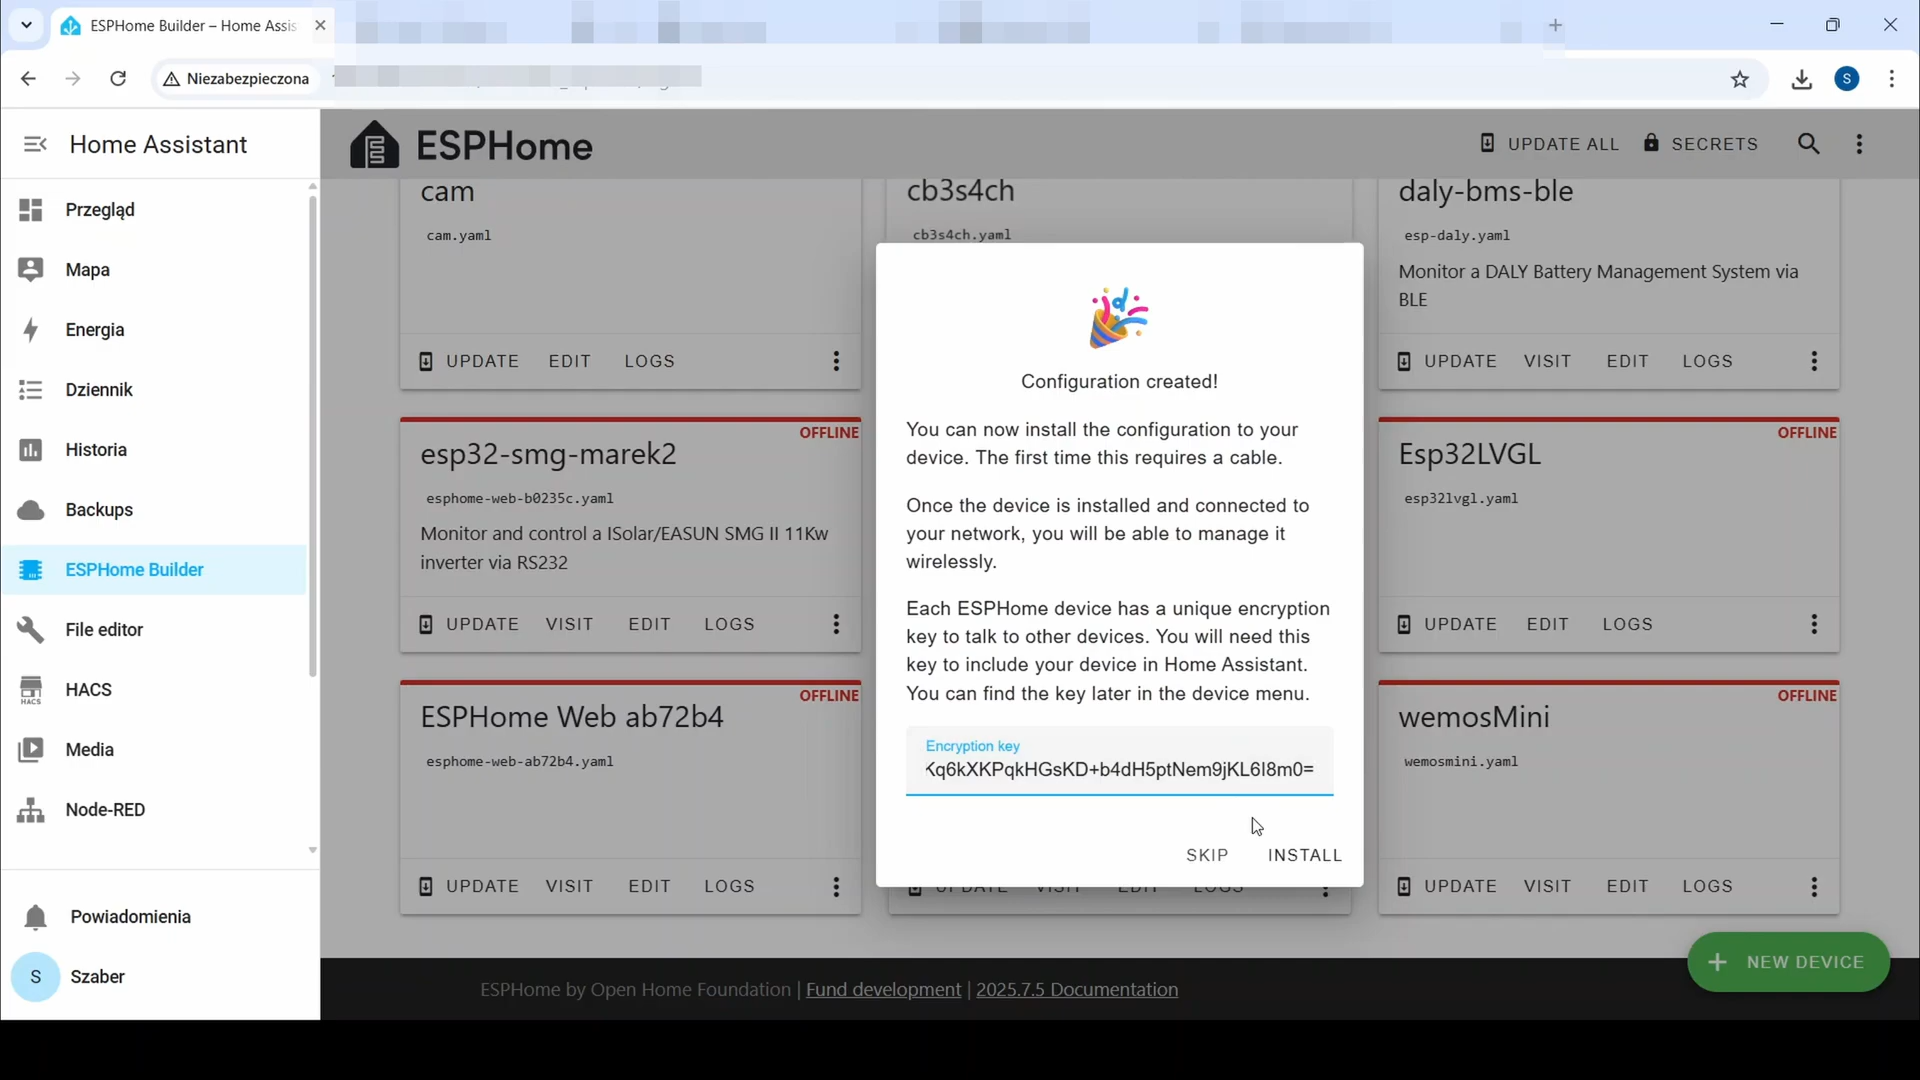 ESPHome Builder – Home Assis
Niezabezpieczona
S
Home Assistant
Przegląd
Mapa
Energia
Dziennik
Historia
Backups
ESPHome Builder
File editor
HACS
HACS
Media
Node-RED
Powiadomienia
S
Szaber
ESPHome
UPDATE ALL
SECRETS
cam
cam.yaml
UPDATE EDIT LOGS
cb3s4ch
cb3s4ch.yaml
daly-bms-ble
esp-daly.yaml
Monitor a DALY Battery Management System via
BLE
UPDATE VISIT EDIT LOGS
OFFLINE
esp32-smg-marek2
esphome-web-b0235c.yaml
Monitor and control a ISolar/EASUN SMG II 11Kw
inverter via RS232
UPDATE VISIT EDIT LOGS
OFFLINE
Esp32LVGL
esp32lvgl.yaml
UPDATE EDIT LOGS
OFFLINE
ESPHome Web ab72b4
esphome-web-ab72b4.yaml
UPDATE VISIT EDIT LOGS
UPDATE VISIT EDIT LOGS
OFFLINE
wemosMini
wemosmini.yaml
UPDATE VISIT EDIT LOGS
Configuration created!
You can now install the configuration to your
device. The first time this requires a cable.
Once the device is installed and connected to
your network, you will be able to manage it
wirelessly.
Each ESPHome device has a unique encryption
key to talk to other devices. You will need this
key to include your device in Home Assistant.
You can find the key later in the device menu.
Encryption key
Kq6kXKPqkHGsKD+b4dH5ptNem9jKL6I8m0=
SKIP INSTALL
+ NEW DEVICE
ESPHome by Open Home Foundation | Fund development | 2025.7.5 Documentation